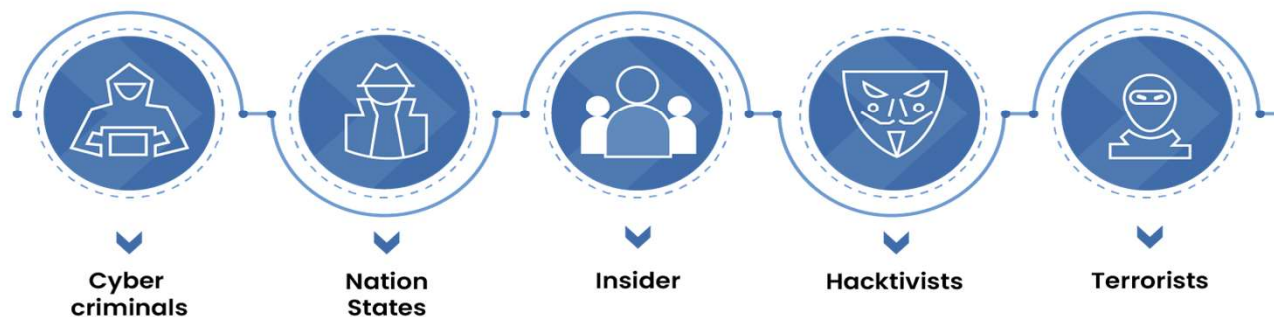 Cyber
criminals
Nation
States
Insider
Hacktivists
Terrorists